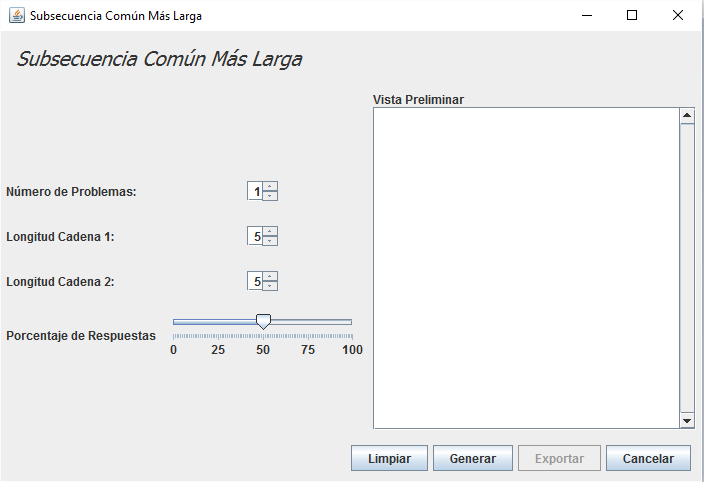 Subsecuencia Común Más Larga
Subsecuencia Común Más Larga
Vista Preliminar
Número de Problemas: 1
Longitud Cadena 1: 5
Longitud Cadena 2: 5
Porcentaje de Respuestas
0 25 50 75 100
Limpiar Generar Exportar Cancelar